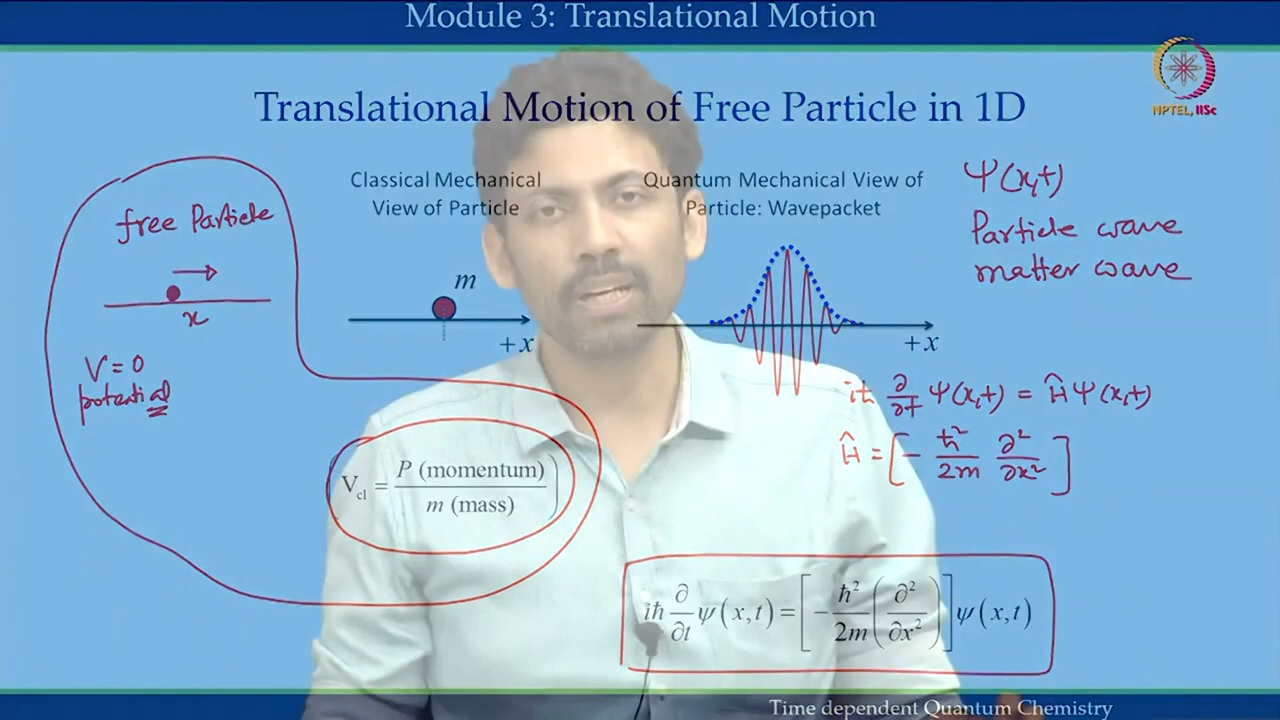 Module 3: Translational Motion
NPTEL, IISc
Translational Motion of Free Particle in 1D
free Particle
x
V = 0
potential
Classical Mechanical
View of Particle
m
+x
V_cl = P (momentum) / m (mass)
Quantum Mechanical View of
Particle: Wavepacket
+x
Ψ(x,t)
Particle wave
matter wave
iħ ∂/∂t Ψ(x,t) = Ĥ Ψ(x,t)
Ĥ = [- ħ²/2m ∂²/∂x²]
iħ ∂/∂t ψ(x,t) = [- ħ²/2m (∂²/∂x²)] ψ(x,t)
Time dependent Quantum Chemistry